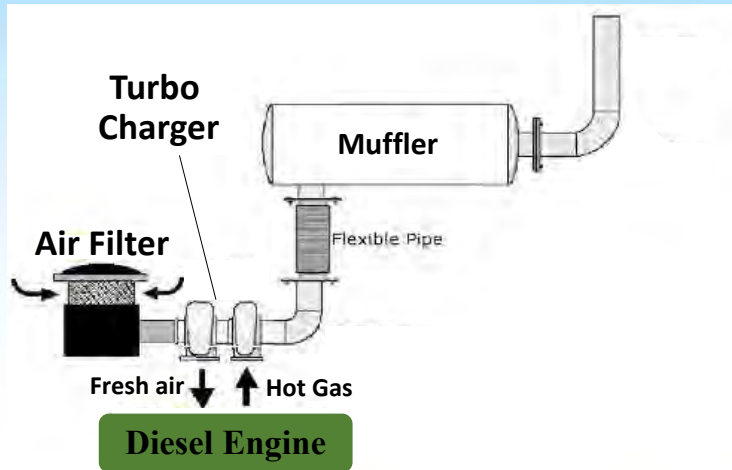 Turbo
Charger
Muffler
Flexible Pipe
Air Filter
Fresh air
Hot Gas
Diesel Engine